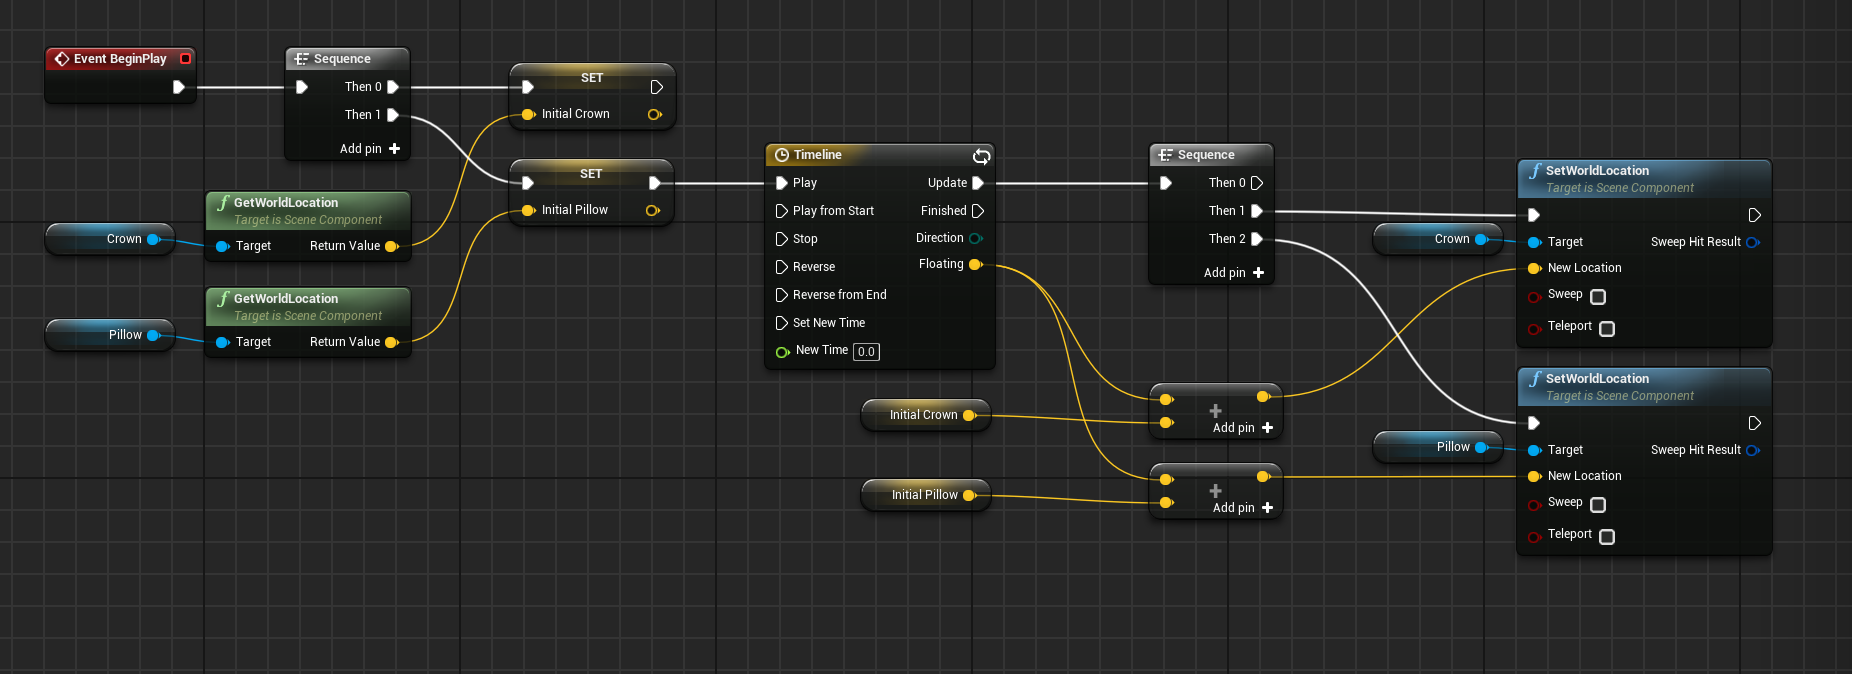 Event BeginPlay
Sequence
Then 0
Then 1
Add pin
SET
Initial Crown
SET
Initial Pillow
Crown
GetWorldLocation
Target is Scene Component
Target
Return Value
Pillow
GetWorldLocation
Target is Scene Component
Target
Return Value
Timeline
Play
Update
Play from Start
Finished
Stop
Direction
Reverse
Floating
Reverse from End
Set New Time
New Time 0.0
Initial Crown
Initial Pillow
Sequence
Then 0
Then 1
Then 2
Add pin
Add pin
Add pin
Crown
SetWorldLocation
Target is Scene Component
Target
Sweep Hit Result
New Location
Sweep
Teleport
Pillow
SetWorldLocation
Target is Scene Component
Target
Sweep Hit Result
New Location
Sweep
Teleport